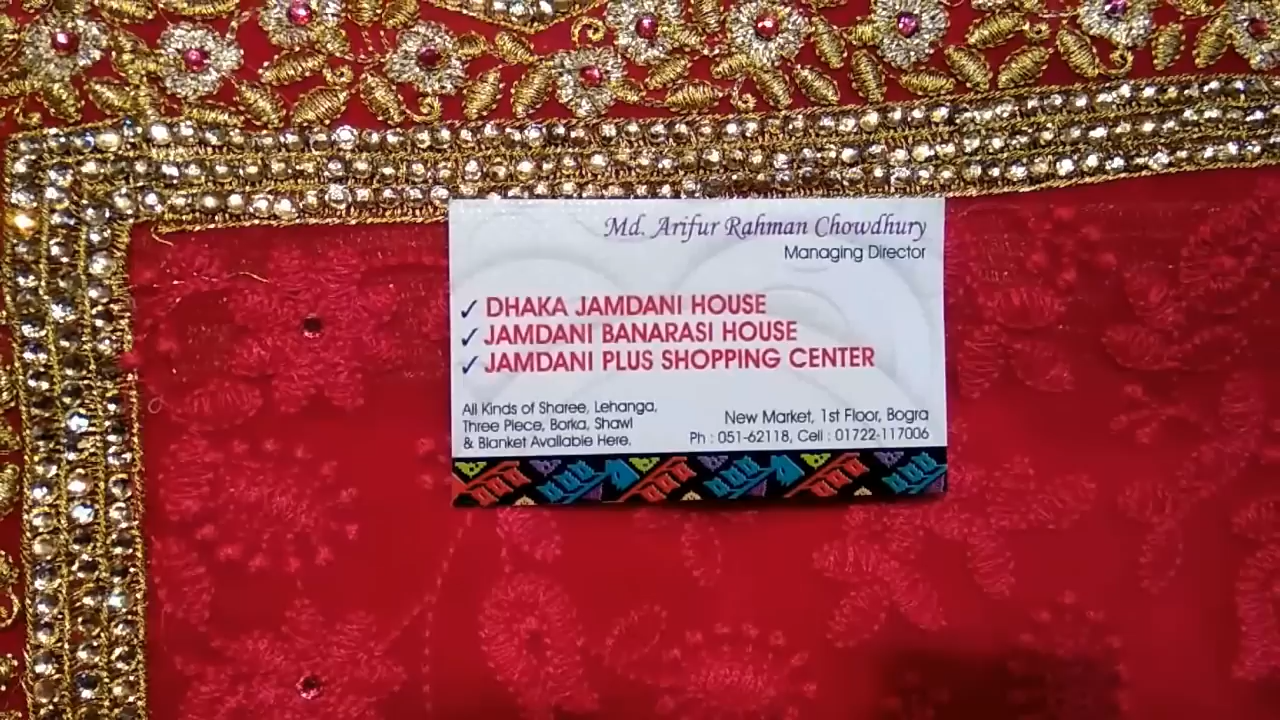 Md. Arifur Rahman Chowdhury
Managing Director
✓ DHAKA JAMDANI HOUSE
✓ JAMDANI BANARASI HOUSE
✓ JAMDANI PLUS SHOPPING CENTER
All Kinds of Sharee, Lehanga,
Three Piece, Borka, Shawl
& Blanket Available Here.
New Market, 1st Floor, Bogra
Ph : 051-62118, Cell : 01722-117006